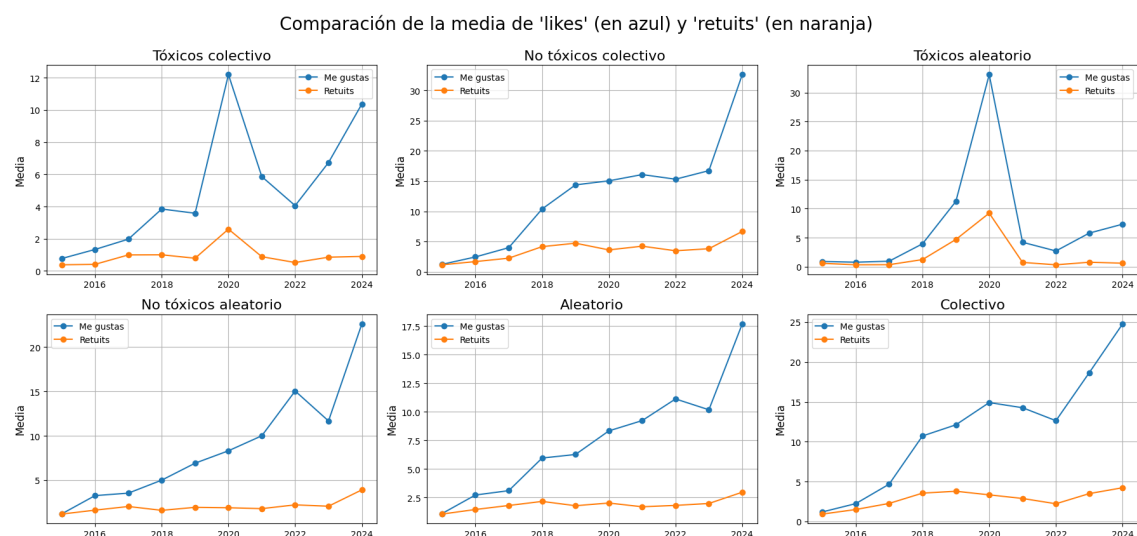 Comparación de la media de 'likes' (en azul) y 'retuits' (en naranja)
Tóxicos colectivo
Media
12
10
8
6
4
2
0
2016
2018
2020
2022
2024
Me gustas
Retuits
No tóxicos colectivo
Media
30
25
20
15
10
5
0
2016
2018
2020
2022
2024
Me gustas
Retuits
Tóxicos aleatorio
Media
30
25
20
15
10
5
0
2016
2018
2020
2022
2024
Me gustas
Retuits
No tóxicos aleatorio
Media
20
15
10
5
2016
2018
2020
2022
2024
Me gustas
Retuits
Aleatorio
Media
17.5
15.0
12.5
10.0
7.5
5.0
2.5
2016
2018
2020
2022
2024
Me gustas
Retuits
Colectivo
Media
25
20
15
10
5
0
2016
2018
2020
2022
2024
Me gustas
Retuits